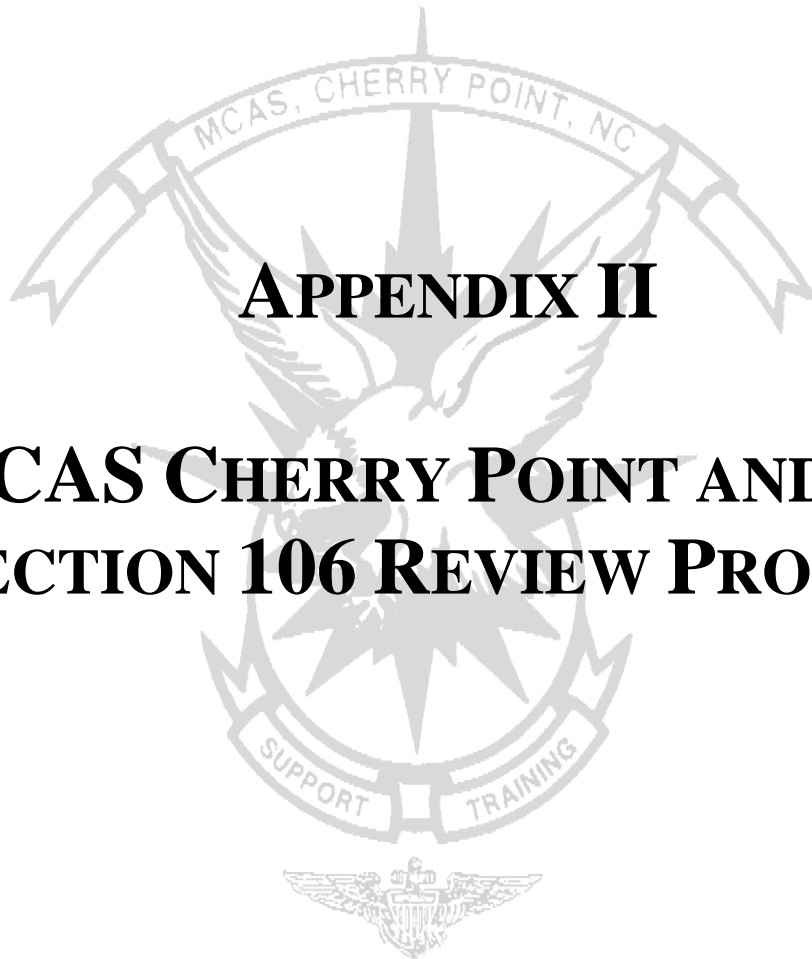 MCAS, CHERRY POINT, NC
APPENDIX II
CAS CHERRY POINT AND
ECTION 106 REVIEW PRO
SUPPORT TRAINING